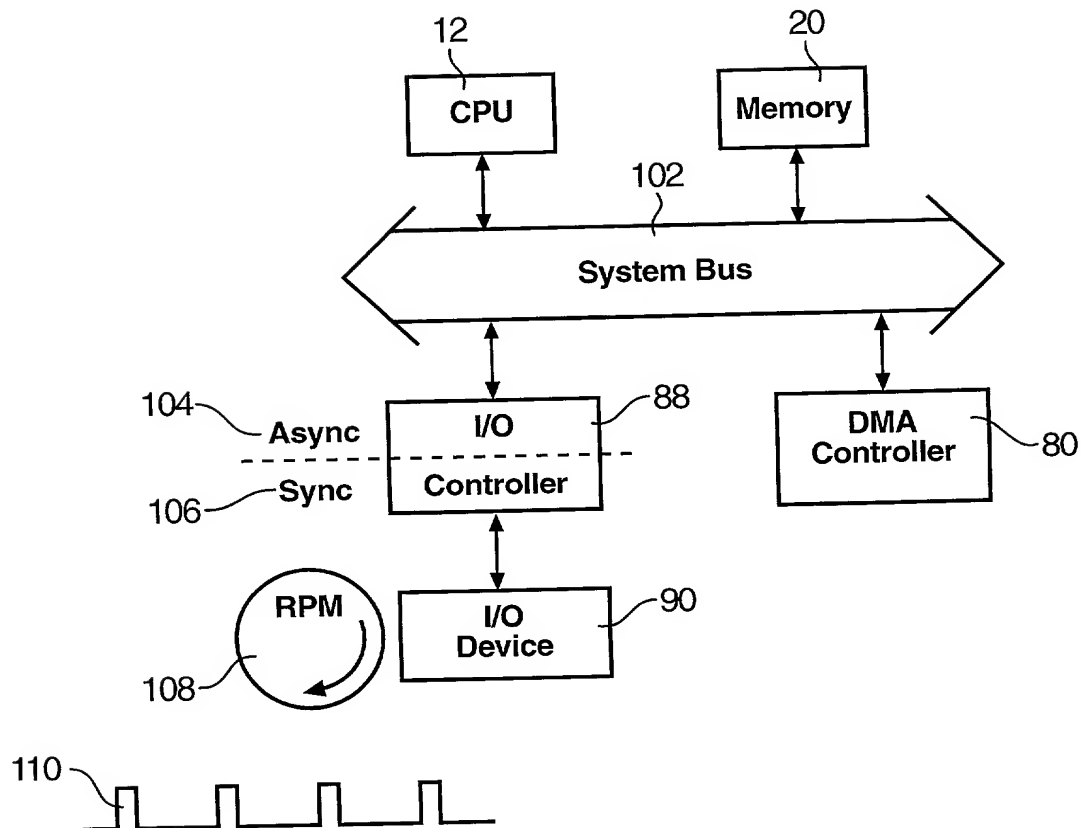 12
20
CPU
Memory
102
System Bus
104
Async
I/O
88
DMA
Controller
80
106
Sync
Controller
RPM
I/O
Device
90
108
110